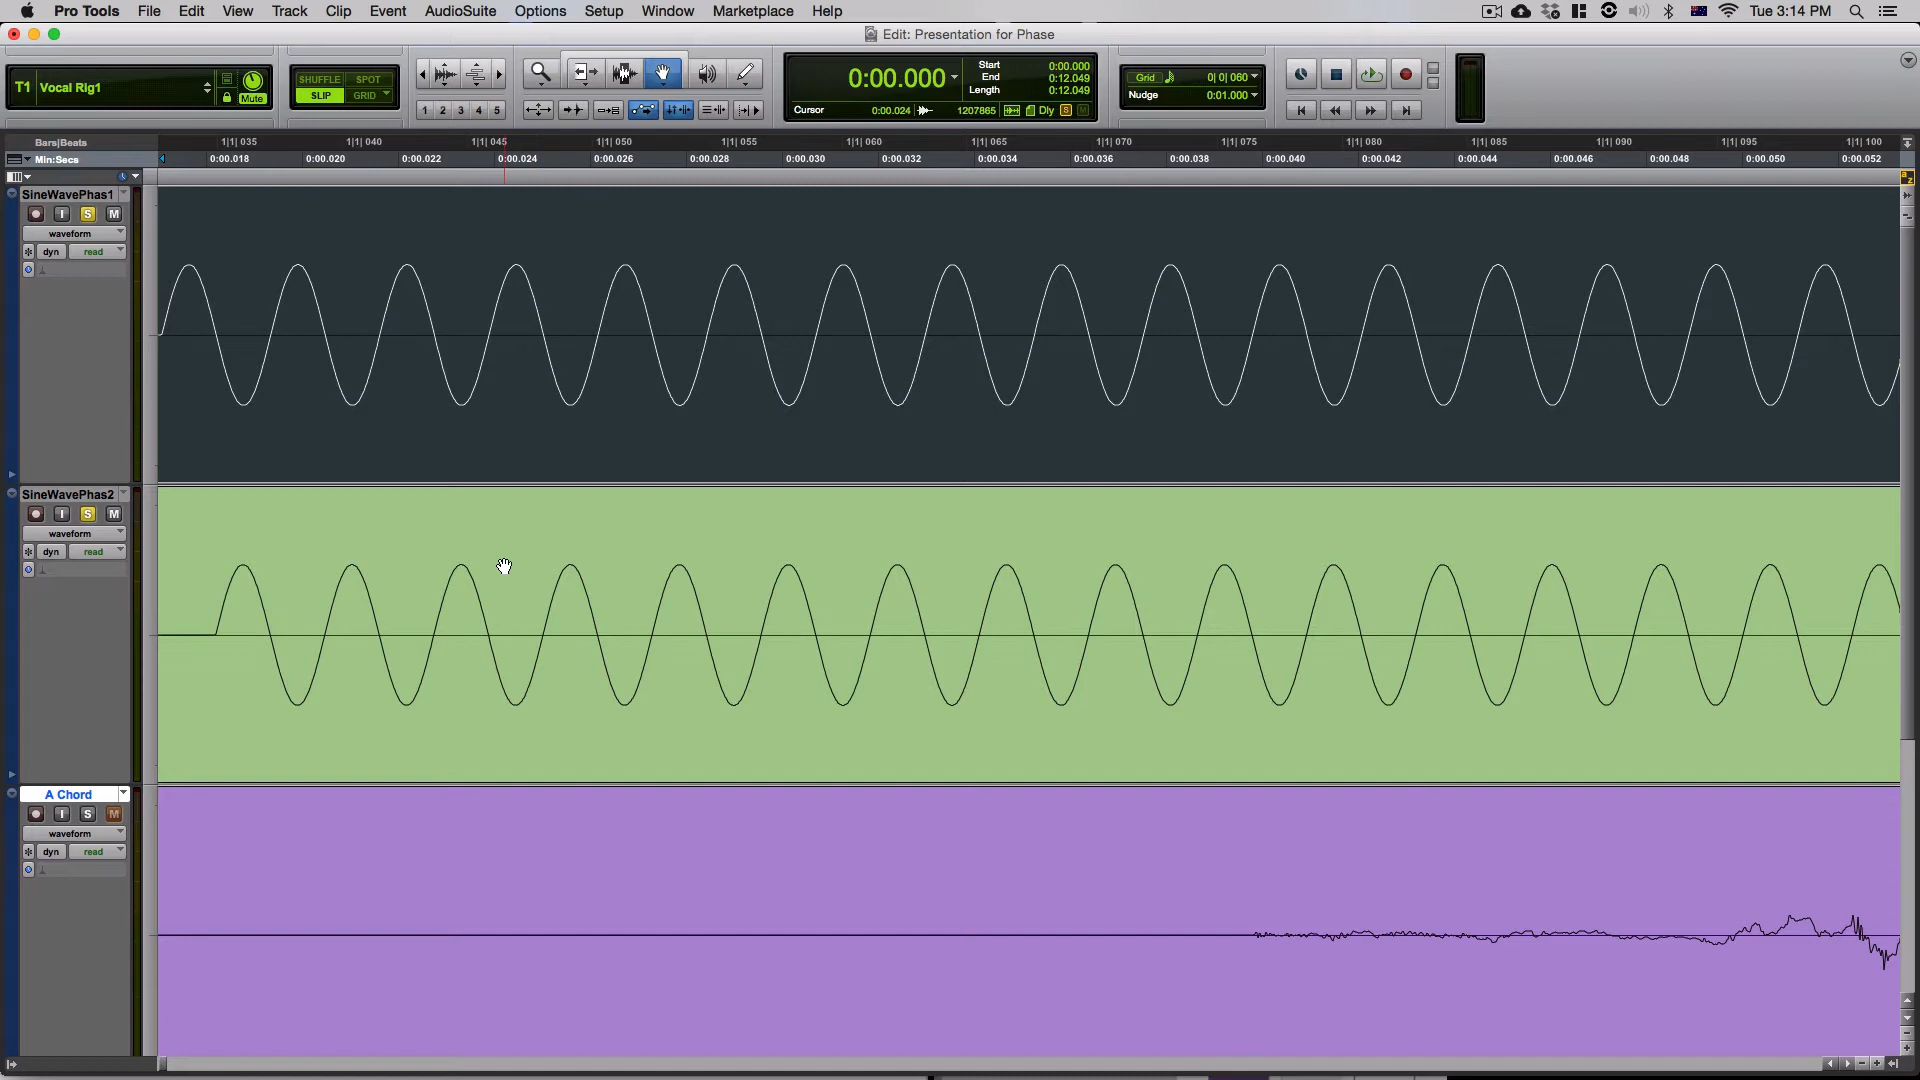 Pro Tools File Edit View Track Clip Event AudioSuite Options Setup Window Marketplace Help Tue 3:14 PM
Edit: Presentation for Phase
T1 Vocal Rig1 Mute
SHUFFLE SPOT
SLIP GRID
1 2 3 4 5
0:00.000
Start 0:00.000
End 0:12.049
Length 0:12.049
Cursor 0:00.024 1207865 Dly S M
Grid 0| 0| 060
Nudge 0:01.000
Bars|Beats 1|1| 035 1|1| 040 1|1| 045 1|1| 050 1|1| 055 1|1| 060 1|1| 065 1|1| 070 1|1| 075 1|1| 080 1|1| 085 1|1| 090 1|1| 095 1|1| 100
Min:Secs 0:00.018 0:00.020 0:00.022 0:00.024 0:00.026 0:00.028 0:00.030 0:00.032 0:00.034 0:00.036 0:00.038 0:00.040 0:00.042 0:00.044 0:00.046 0:00.048 0:00.050 0:00.052
a z
SineWavePhas1
I S M
waveform
dyn read
SineWavePhas2
I S M
waveform
dyn read
A Chord
I S M
waveform
dyn read